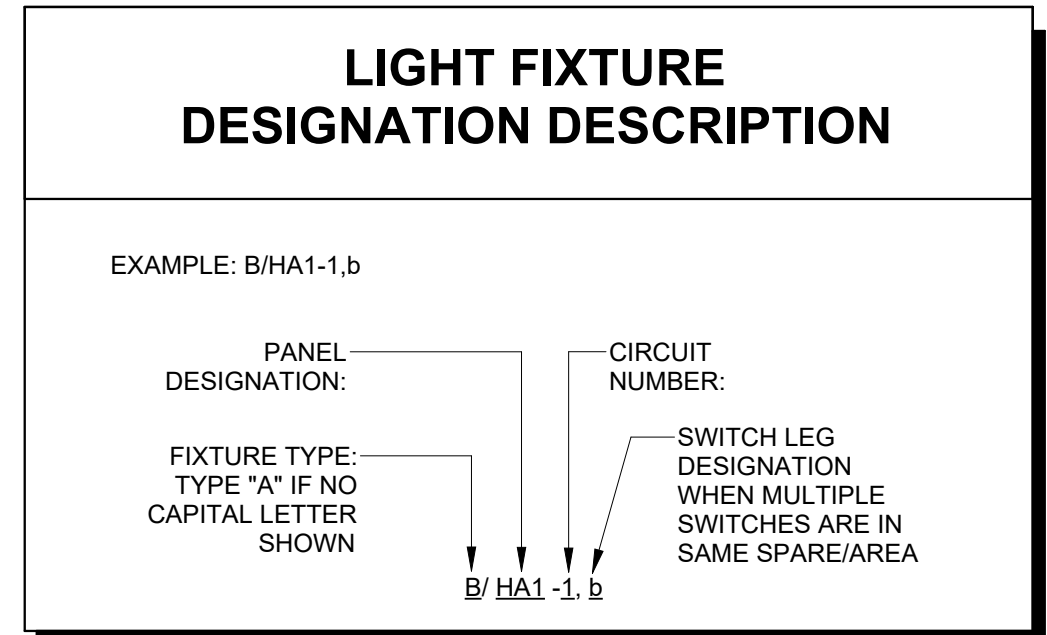 LIGHT FIXTURE
DESIGNATION DESCRIPTION
EXAMPLE: B/HA1-1,b
PANEL
DESIGNATION:
CIRCUIT
NUMBER:
FIXTURE TYPE:
TYPE "A" IF NO
CAPITAL LETTER
SHOWN
SWITCH LEG
DESIGNATION
WHEN MULTIPLE
SWITCHES ARE IN
SAME SPARE/AREA
B/ HA1 -1, b